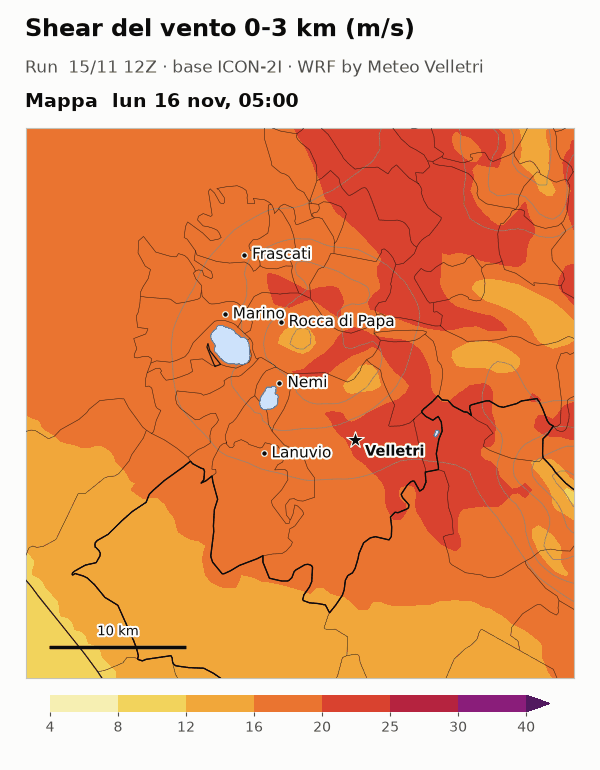 Shear del vento 0-3 km (m/s)
Run  15/11 12Z · base ICON-2I · WRF by Meteo Velletri
Mappa  lun 16 nov, 05:00
Frascati
Marino
Rocca di Papa
Nemi
Velletri
Lanuvio
10 km
4 8 12 16 20 25 30 40